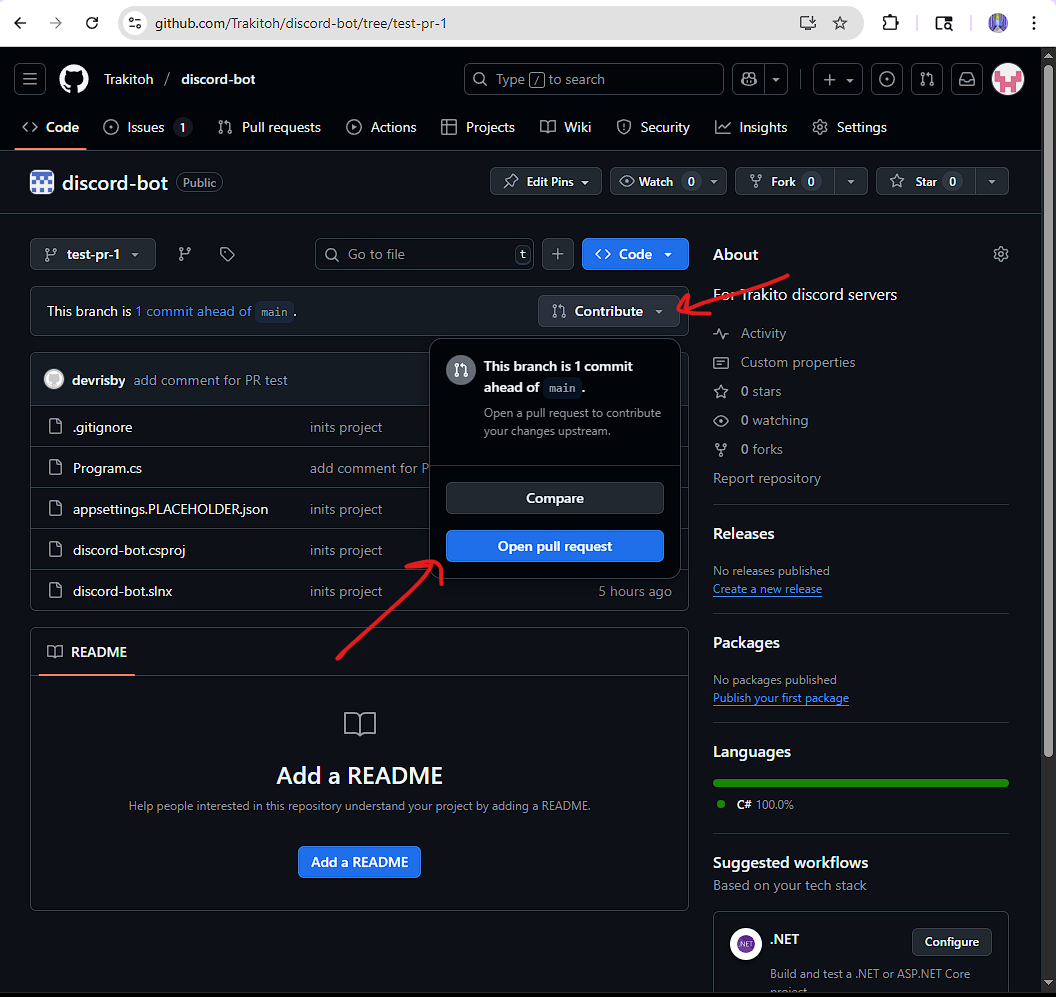 github.com/Trakitoh/discord-bot/tree/test-pr-1
Trakitoh / discord-bot
Type / to search
Code
Issues 1
Pull requests
Actions
Projects
Wiki
Security
Insights
Settings
discord-bot Public
Edit Pins
Watch 0
Fork 0
Star 0
test-pr-1
Go to file t
Code
This branch is 1 commit ahead of main .
Contribute
This branch is 1 commit
ahead of main .
Open a pull request to contribute
your changes upstream.
Compare
Open pull request
devrisby add comment for PR test
.gitignore inits project
Program.cs add comment for P
appsettings.PLACEHOLDER.json inits project
discord-bot.csproj inits project
discord-bot.slnx inits project 5 hours ago
README
Add a README
Help people interested in this repository understand your project by adding a README.
Add a README
About
For Trakito discord servers
Activity
Custom properties
0 stars
0 watching
0 forks
Report repository
Releases
No releases published
Create a new release
Packages
No packages published
Publish your first package
Languages
C# 100.0%
Suggested workflows
Based on your tech stack
.NET
.NET
Configure
Build and test a .NET or ASP.NET Core
project.